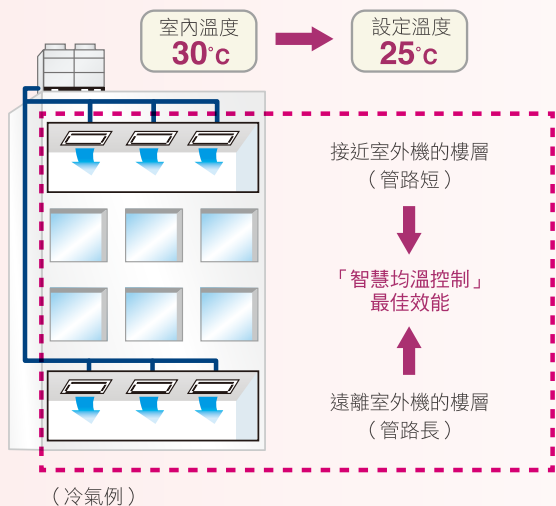 室內溫度
30°C
設定溫度
25°C
接近室外機的樓層
（管路短）
「智慧均溫控制」
最佳效能
遠離室外機的樓層
（管路長）
（冷氣例）